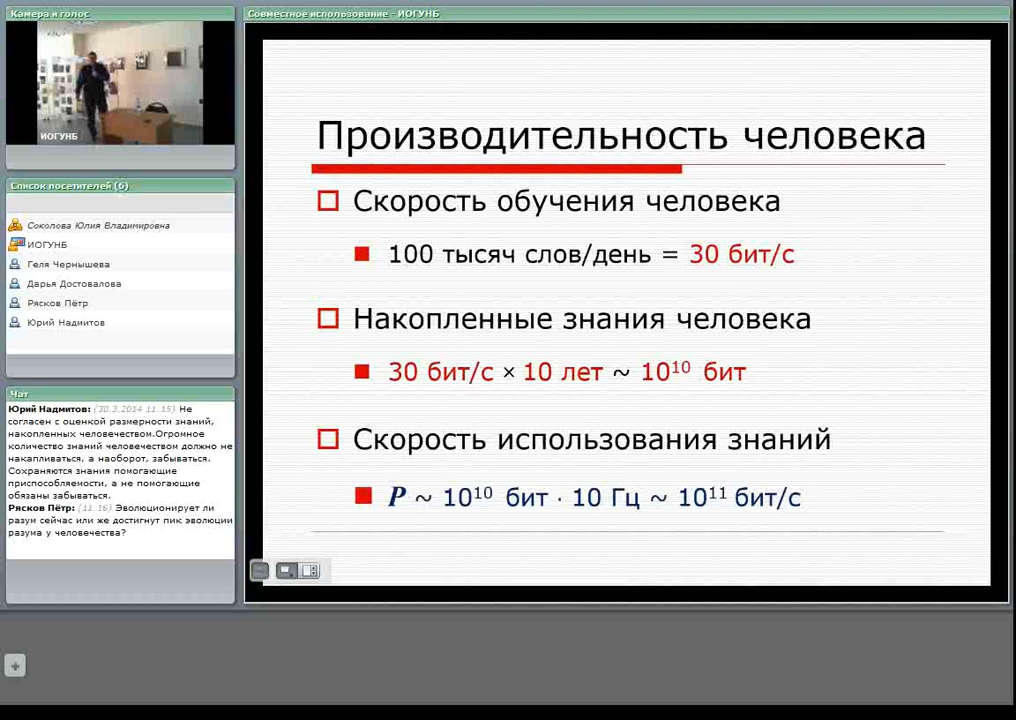 Камера и голос
ИОГУНБ
Список посетителей (6)
Соколова Юлия Владимировна
ИОГУНБ
Геля Чернышева
Дарья Достовалова
Рясков Пётр
Юрий Надмитов
Чат
Юрий Надмитов: (30.3.2014 11.15) Не
согласен с оценкой размерности знаний,
накопленных человечеством.Огромное
количество знаний человечеством должно не
накапливаться, а наоборот, забываться.
Сохраняются знания помогающие
приспособляемости, а не помогающие
обязаны забываться.
Рясков Пётр: (11.16) Эволюционирует ли
разум сейчас или же достигнут пик эволюции
разума у человечества?
Совместное использование - ИОГУНБ
Производительность человека
Скорость обучения человека
100 тысяч слов/день = 30 бит/с
Накопленные знания человека
30 бит/с × 10 лет ~ 10¹⁰ бит
Скорость использования знаний
P ~ 10¹⁰ бит · 10 Гц ~ 10¹¹ бит/с